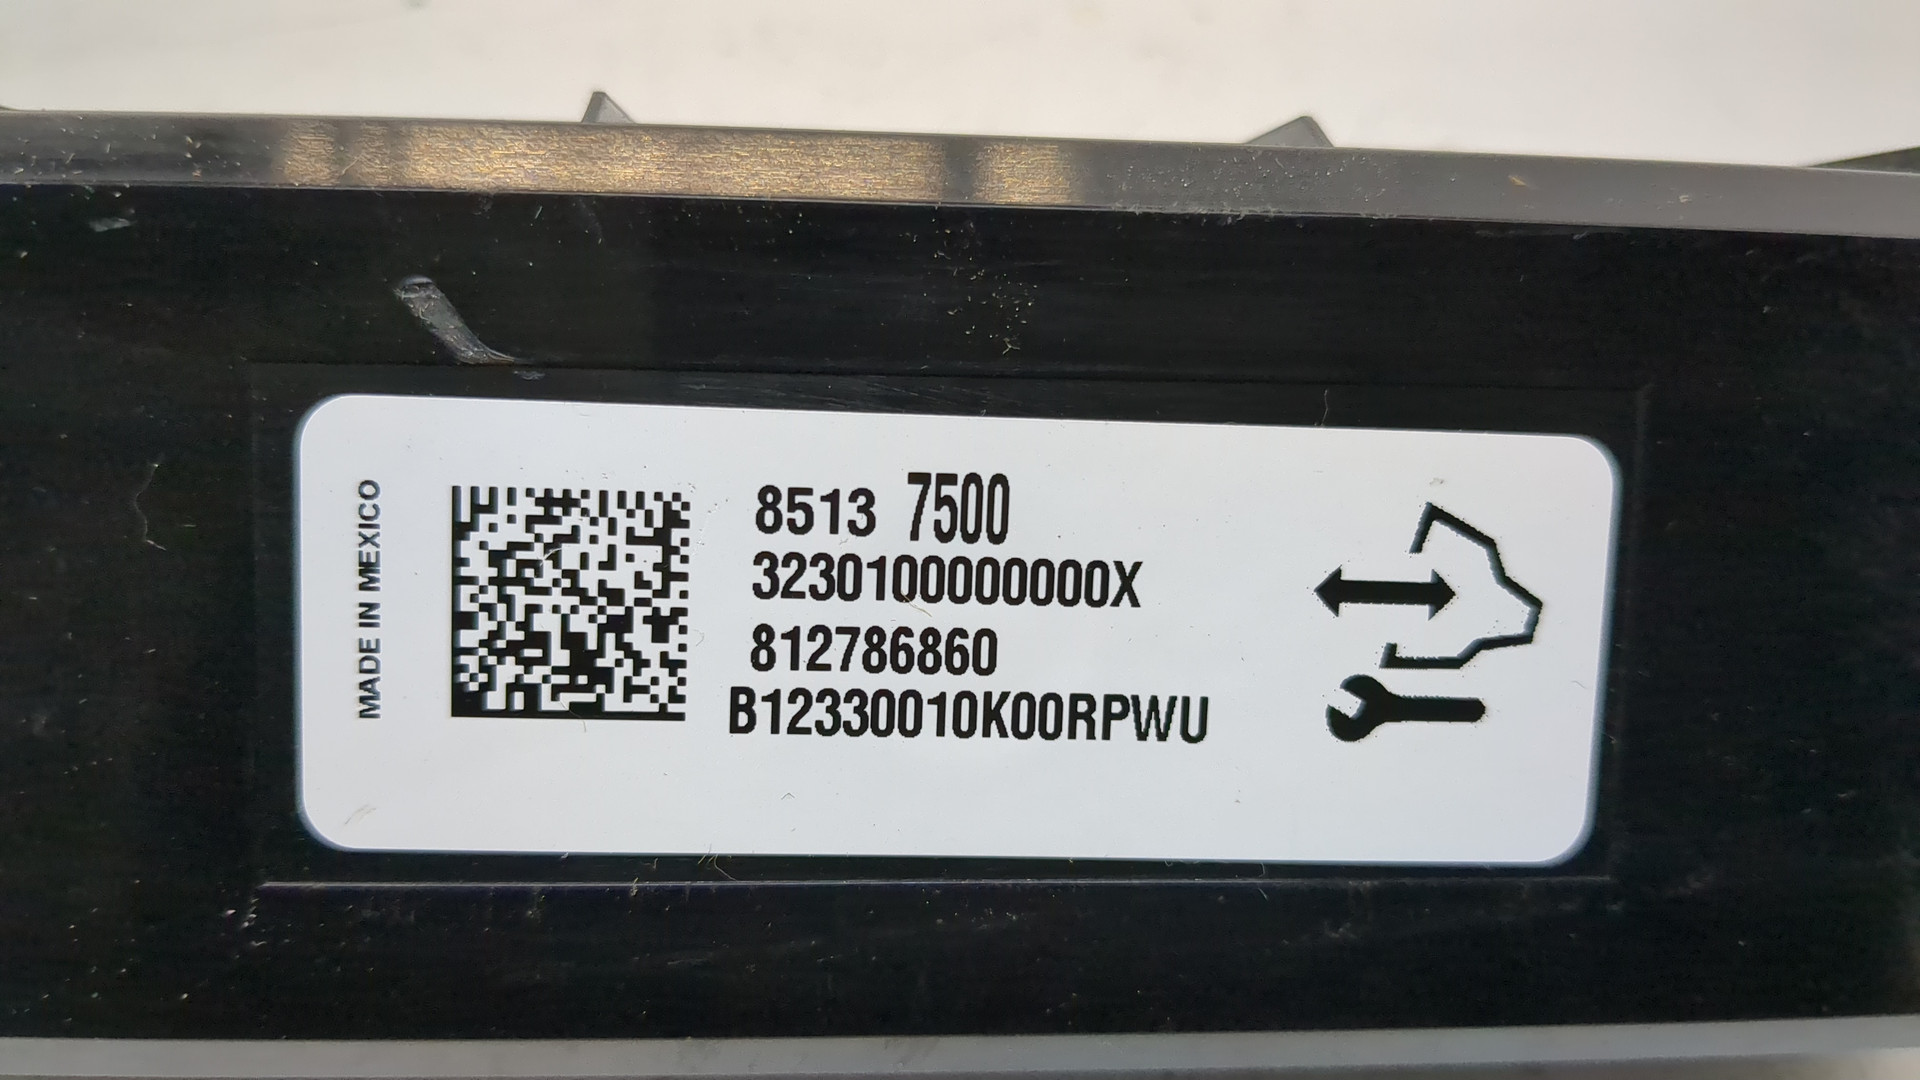 MADE IN MEXICO
8513 7500
3230100000000X
812786860
B12330010K00RPWU